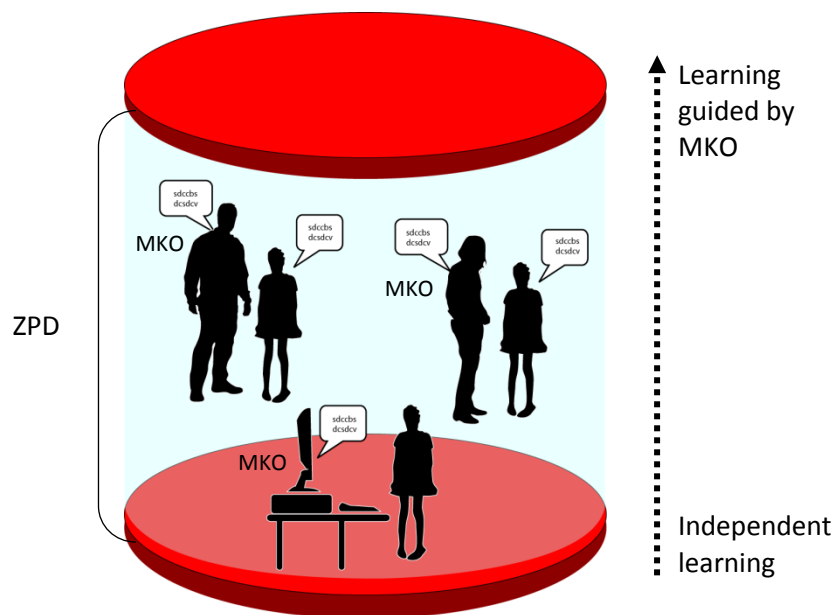 Learning
guided by
MKO
sdccbs
dcsdcv
MKO
sdccbs
dcsdcv
sdccbs
dcsdcv
MKO
sdccbs
dcsdcv
ZPD
sdccbs
dcsdcv
MKO
Independent
learning